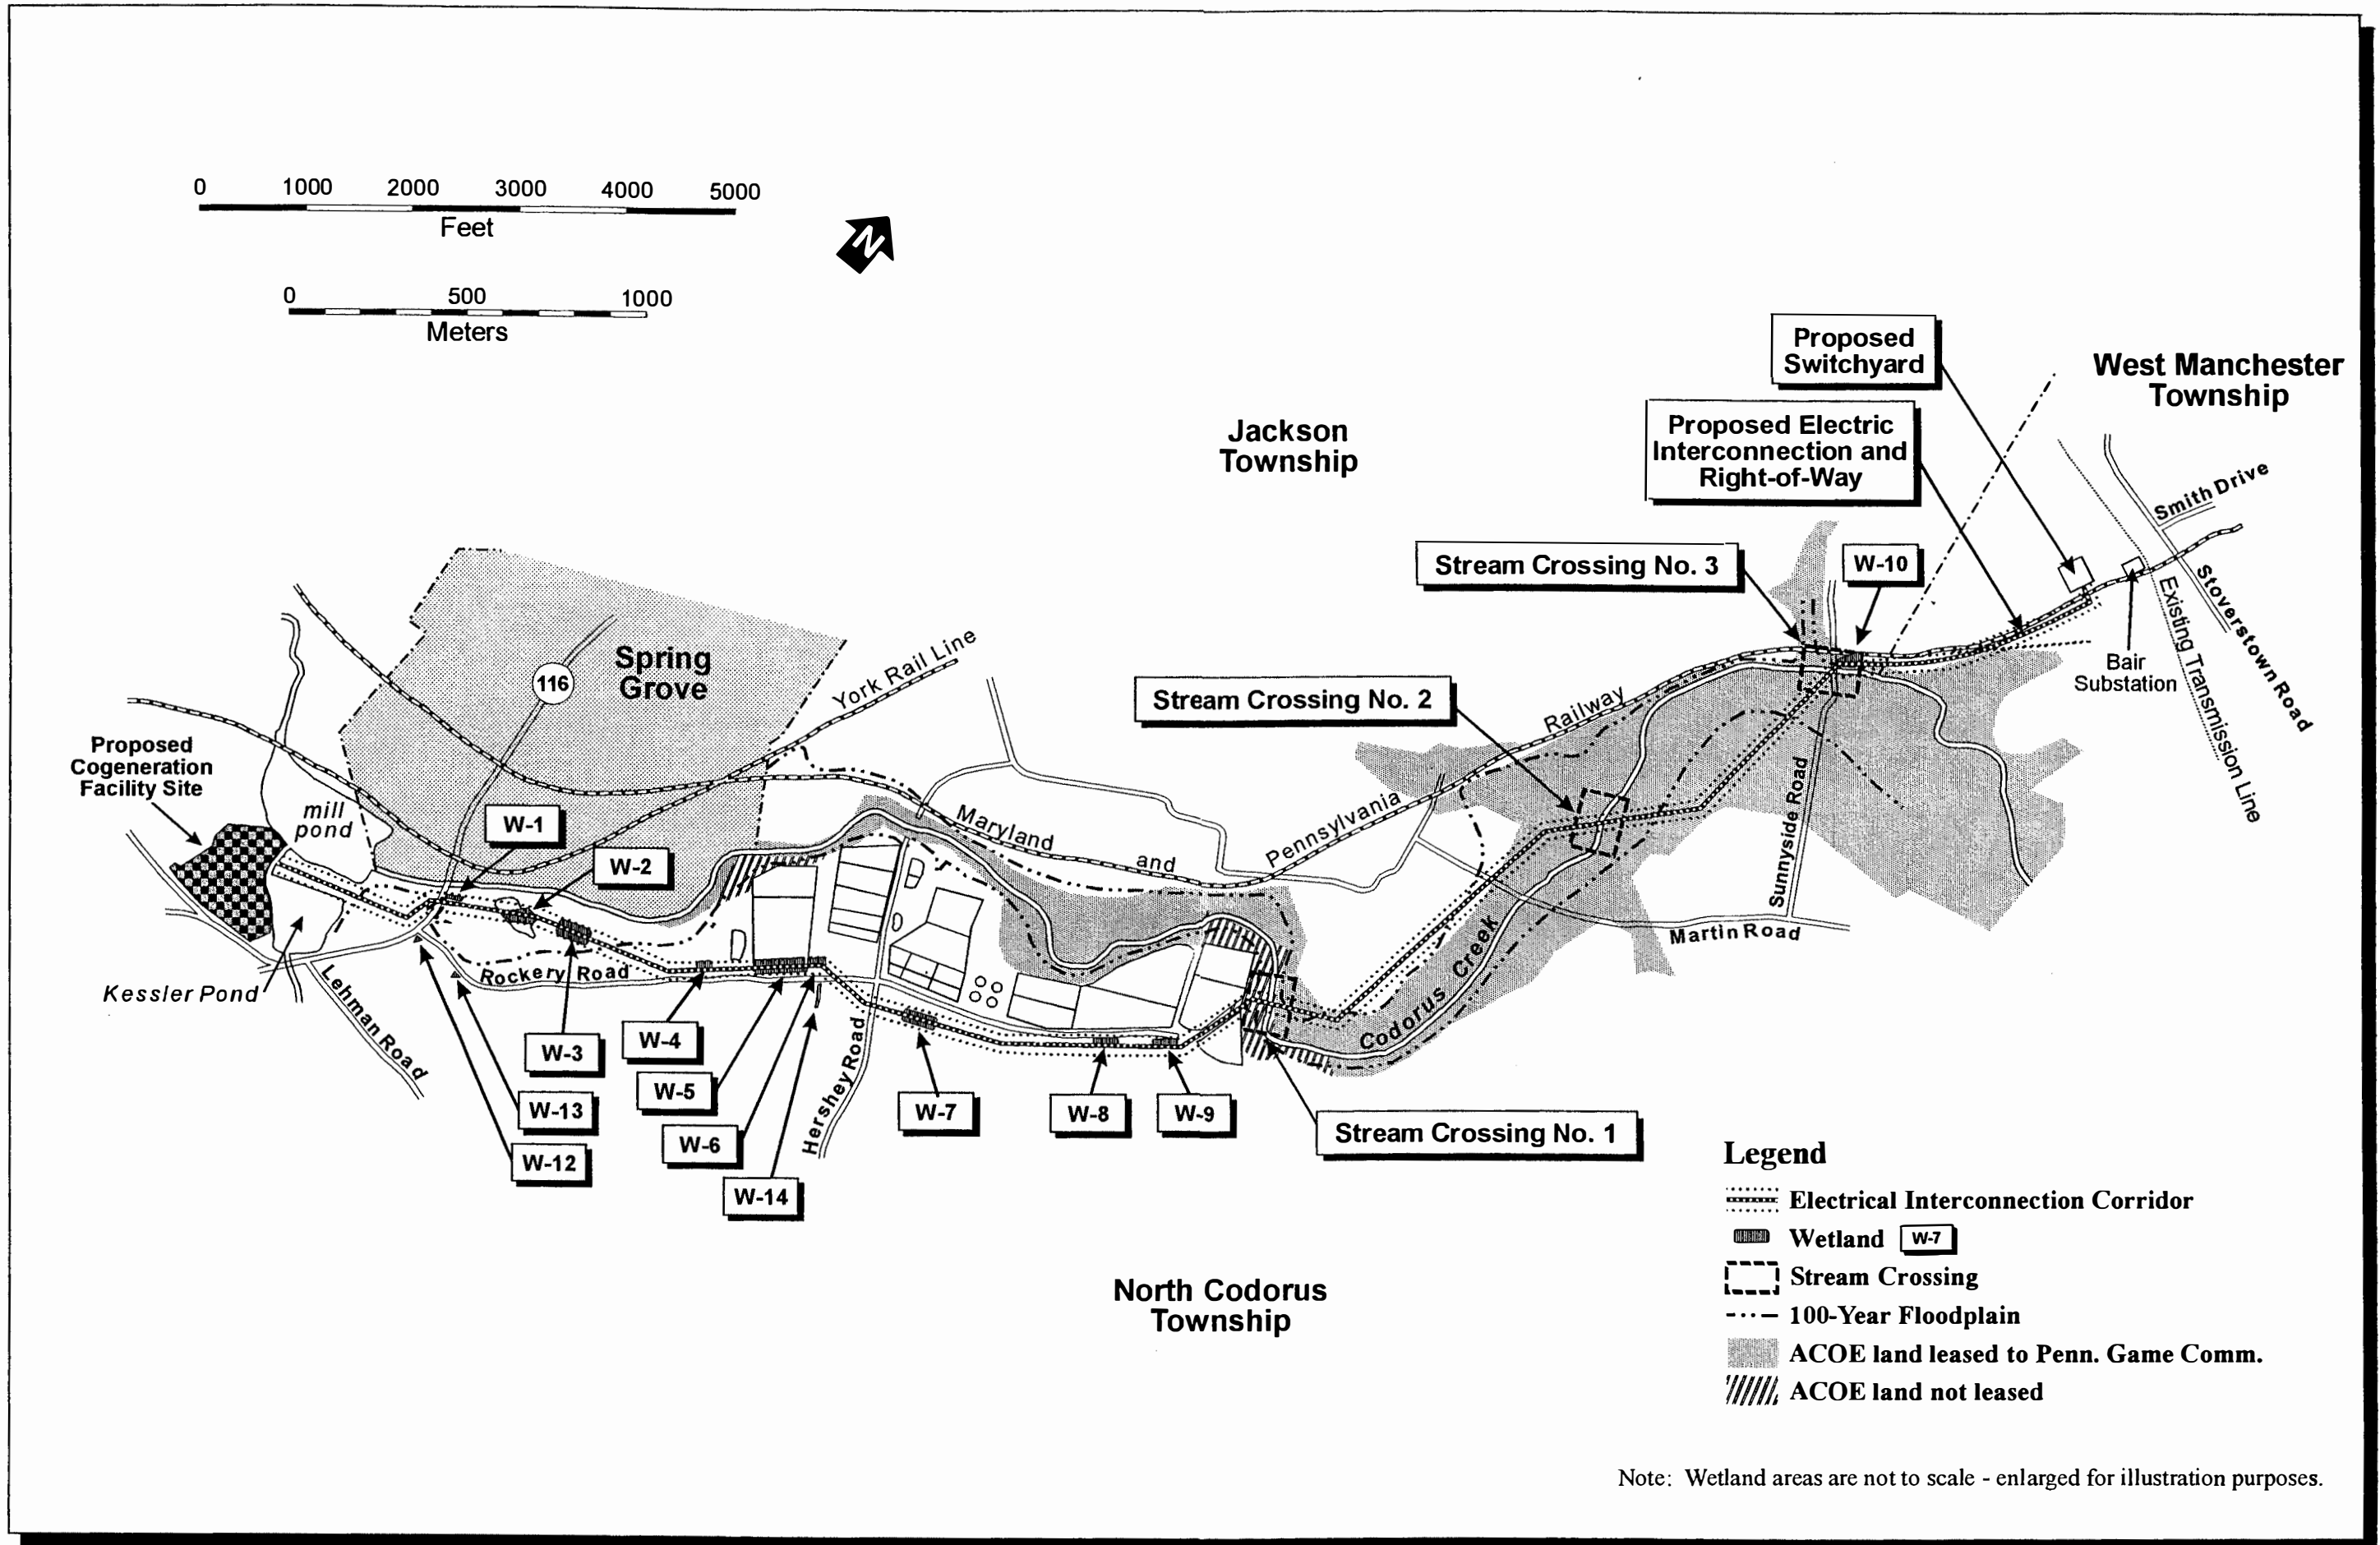 0 1000 2000 3000 4000 5000
Feet
N
0 500 1000
Meters
Proposed
Switchyard
West Manchester
Township
Proposed Electric
Interconnection and
Right-of-Way
Jackson
Township
Smith Drive
Stream Crossing No. 3
W-10
Stoverstown Road
Existing Transmission Line
Bair
Substation
Spring
Grove
116
York Rail Line
Stream Crossing No. 2
Railway
Proposed
Cogeneration
Facility Site
mill
pond
W-1
W-2
Maryland
and
Pennsylvania
Sunnyside Road
Martin Road
Kessler Pond
Rockery Road
Lehman Road
Codorus Creek
W-3
W-4
W-5
W-13
W-6
W-12
W-14
Hershey Road
W-7
W-8
W-9
Stream Crossing No. 1
North Codorus
Township
Legend
Electrical Interconnection Corridor
Wetland W-7
Stream Crossing
100-Year Floodplain
ACOE land leased to Penn. Game Comm.
ACOE land not leased
Note: Wetland areas are not to scale - enlarged for illustration purposes.